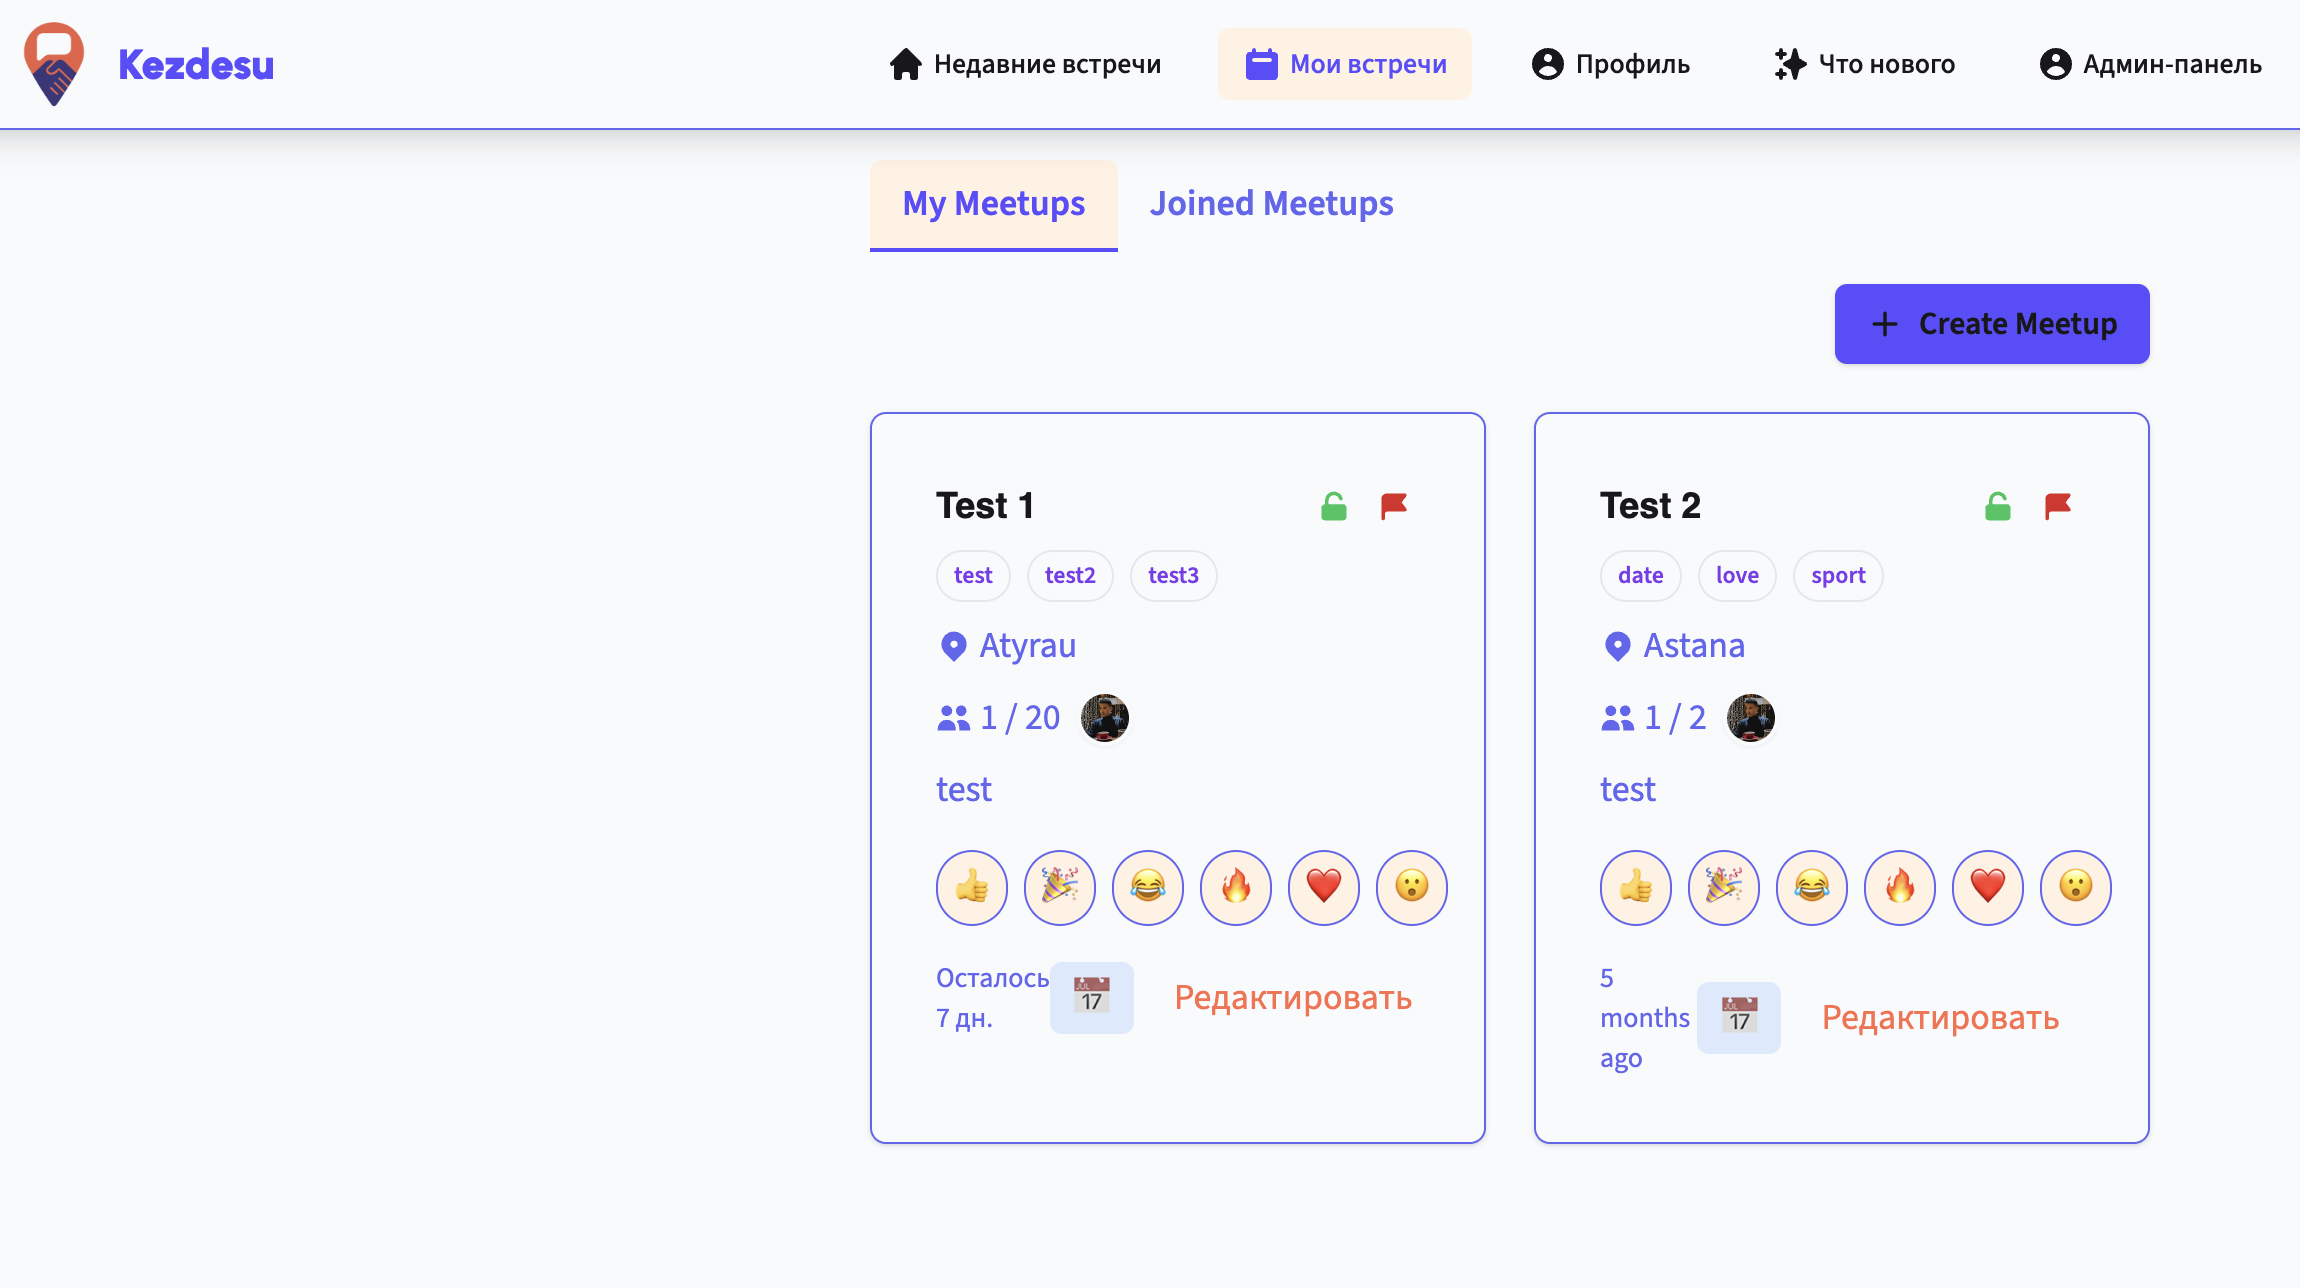 Kezdesu
Недавние встречи
Мои встречи
Профиль
Что нового
Админ-панель
My Meetups
Joined Meetups
+ Create Meetup
Test 1
test
test2
test3
Atyrau
1 / 20
test
Осталось
7 дн.
JUL
17
Редактировать
Test 2
date
love
sport
Astana
1 / 2
test
5
months
ago
JUL
17
Редактировать